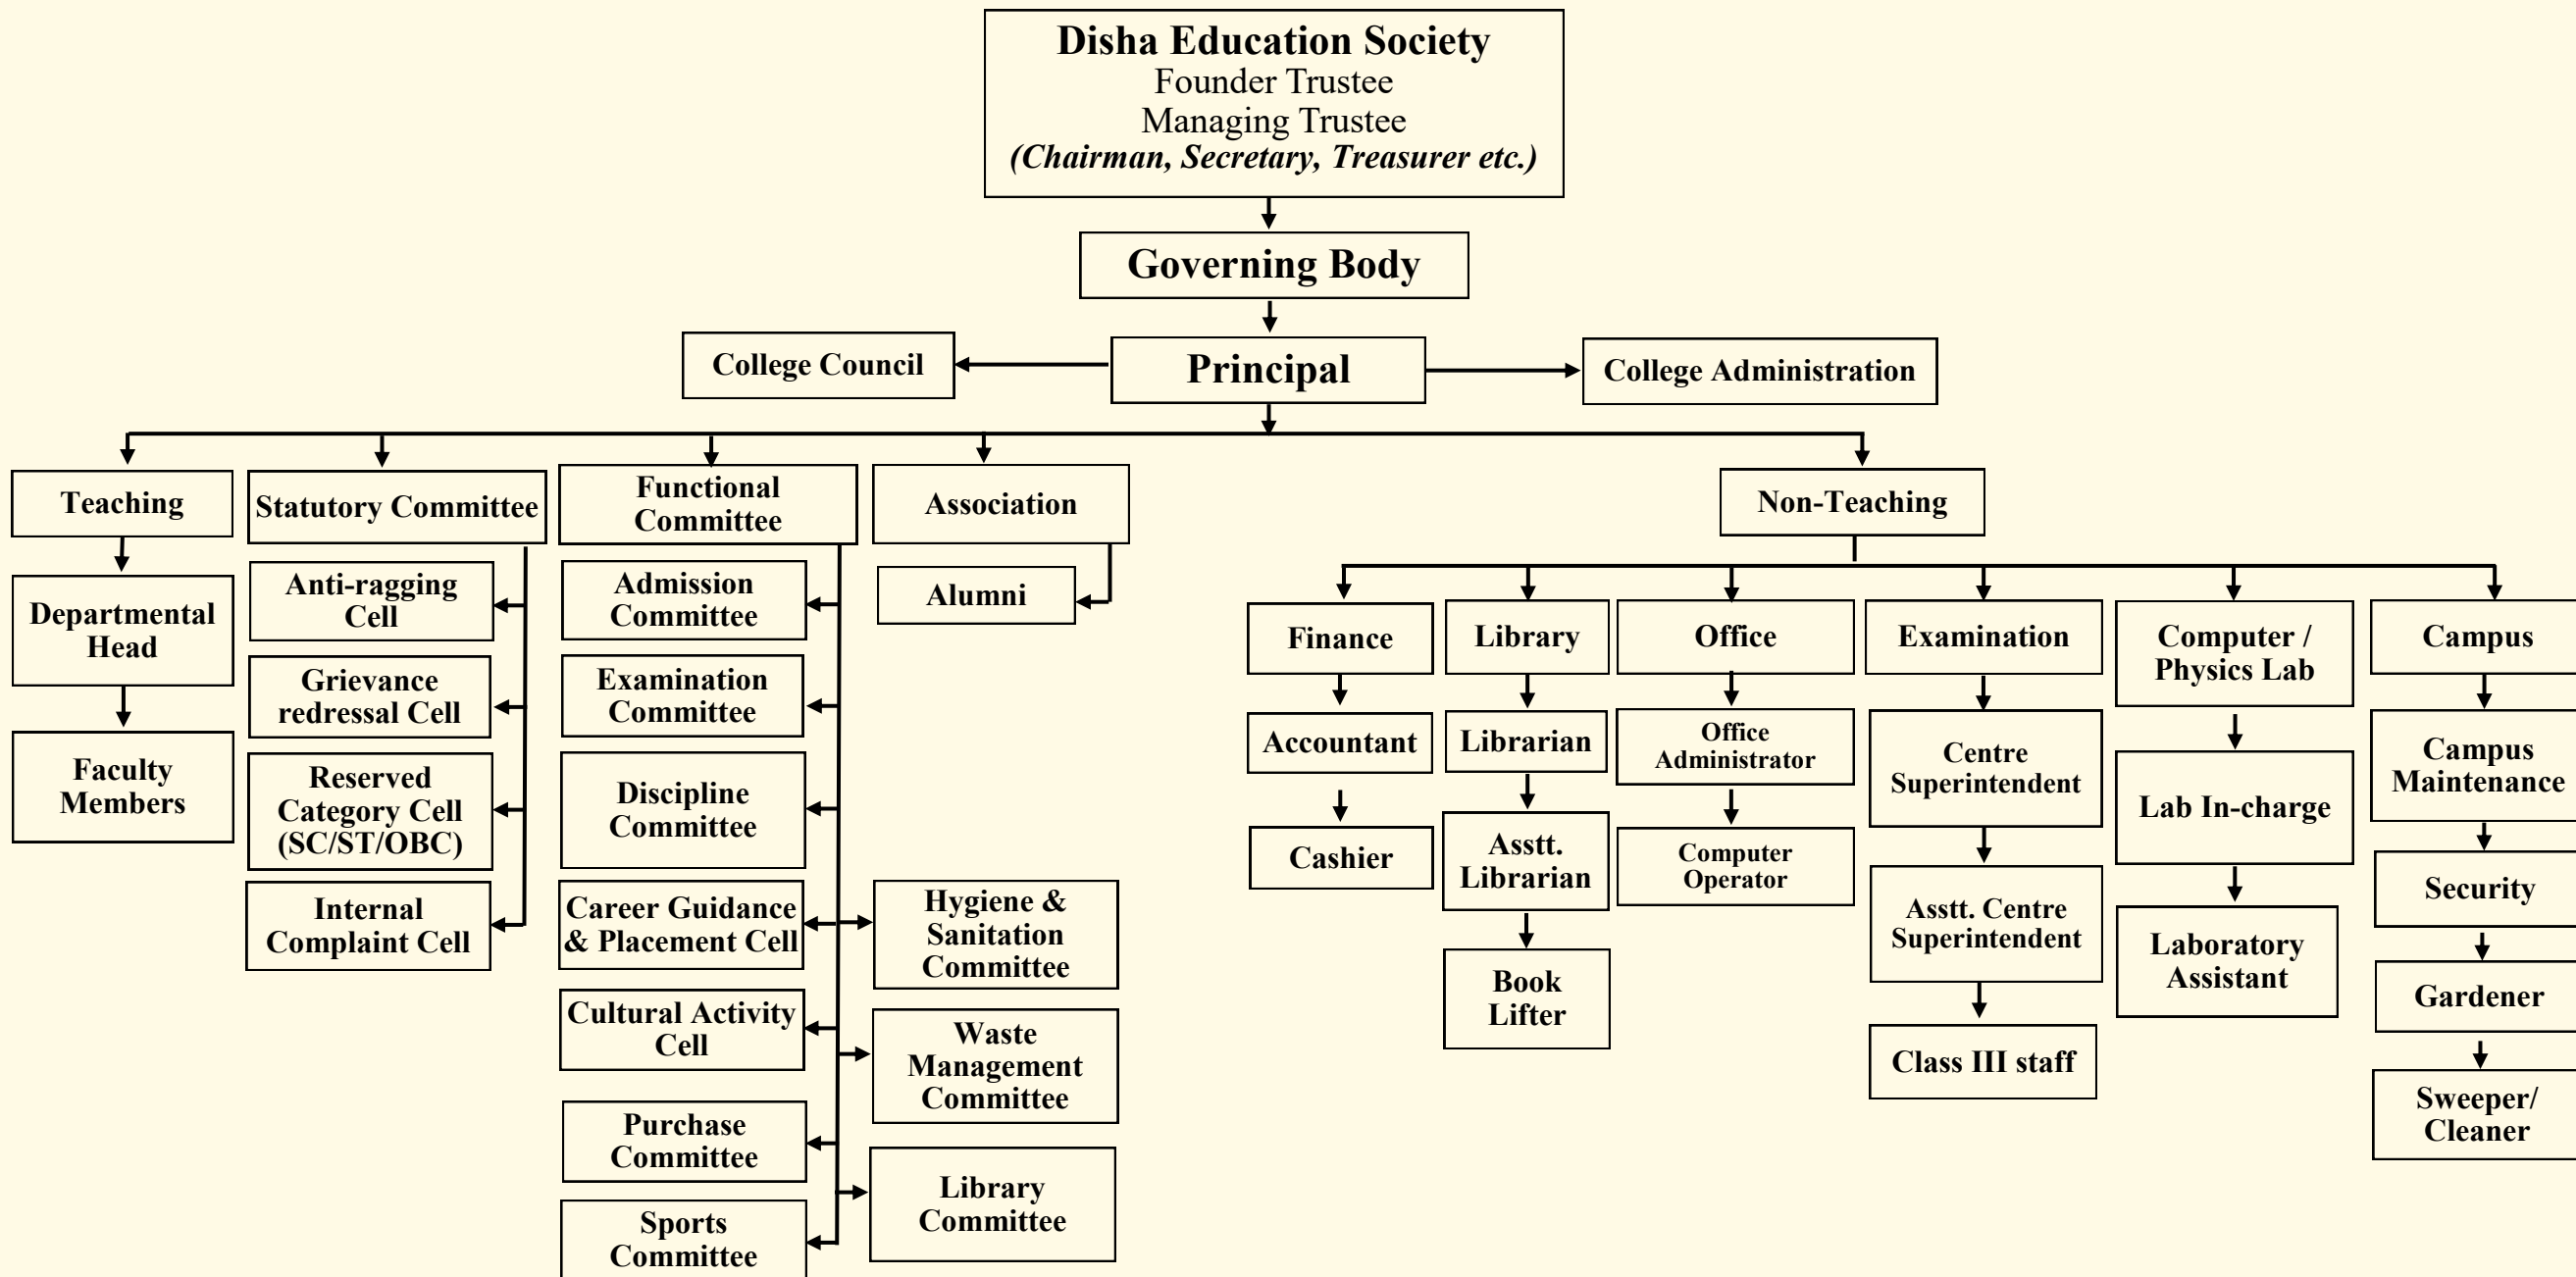 Disha Education Society
Founder Trustee
Managing Trustee
(Chairman, Secretary, Treasurer etc.)
Governing Body
College Council
Principal
College Administration
Teaching
Statutory Committee
Functional
Committee
Association
Non-Teaching
Departmental
Head
Faculty
Members
Anti-ragging
Cell
Grievance
redressal Cell
Reserved
Category Cell
(SC/ST/OBC)
Internal
Complaint Cell
Admission
Committee
Examination
Committee
Discipline
Committee
Career Guidance
& Placement Cell
Cultural Activity
Cell
Purchase
Committee
Sports
Committee
Hygiene &
Sanitation
Committee
Waste
Management
Committee
Library
Committee
Alumni
Finance
Accountant
Cashier
Library
Librarian
Asstt.
Librarian
Book
Lifter
Office
Office
Administrator
Computer
Operator
Examination
Centre
Superintendent
Asstt. Centre
Superintendent
Class III staff
Computer /
Physics Lab
Lab In-charge
Laboratory
Assistant
Campus
Campus
Maintenance
Security
Gardener
Sweeper/
Cleaner